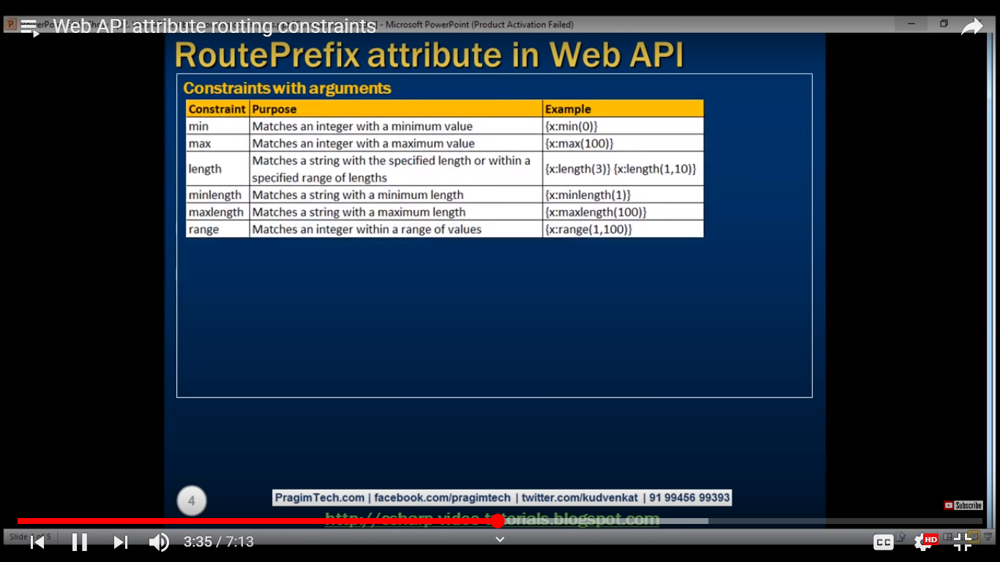 Web API attribute routing constraints
- Microsoft PowerPoint (Product Activation Failed)
RoutePrefix attribute in Web API
Constraints with arguments
Constraint Purpose Example
min Matches an integer with a minimum value {x:min(0)}
max Matches an integer with a maximum value {x:max(100)}
length Matches a string with the specified length or within a
specified range of lengths {x:length(3)} {x:length(1,10)}
minlength Matches a string with a minimum length {x:minlength(1)}
maxlength Matches a string with a maximum length {x:maxlength(100)}
range Matches an integer within a range of values {x:range(1,100)}
4
PragimTech.com | facebook.com/pragimtech | twitter.com/kudvenkat | 91 99456 99393
Subscribe
http://csharp-video-tutorials.blogspot.com
Slide 4 of 5
3:35 / 7:13
CC
HD